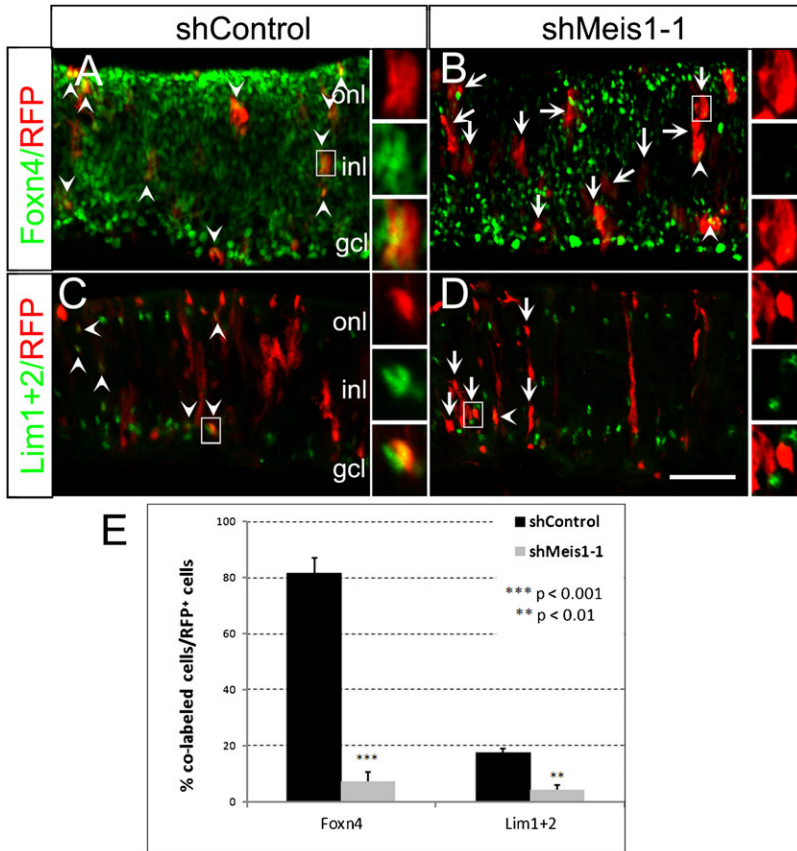 shControl
shMeis1-1
Foxn4/RFP
A
onl
inl
gcl
B
Lim1+2/RFP
C
onl
inl
gcl
D
E
% co-labeled cells/RFP⁺ cells
100
80
60
40
20
0
shControl
shMeis1-1
*** p < 0.001
** p < 0.01
***
**
Foxn4
Lim1+2